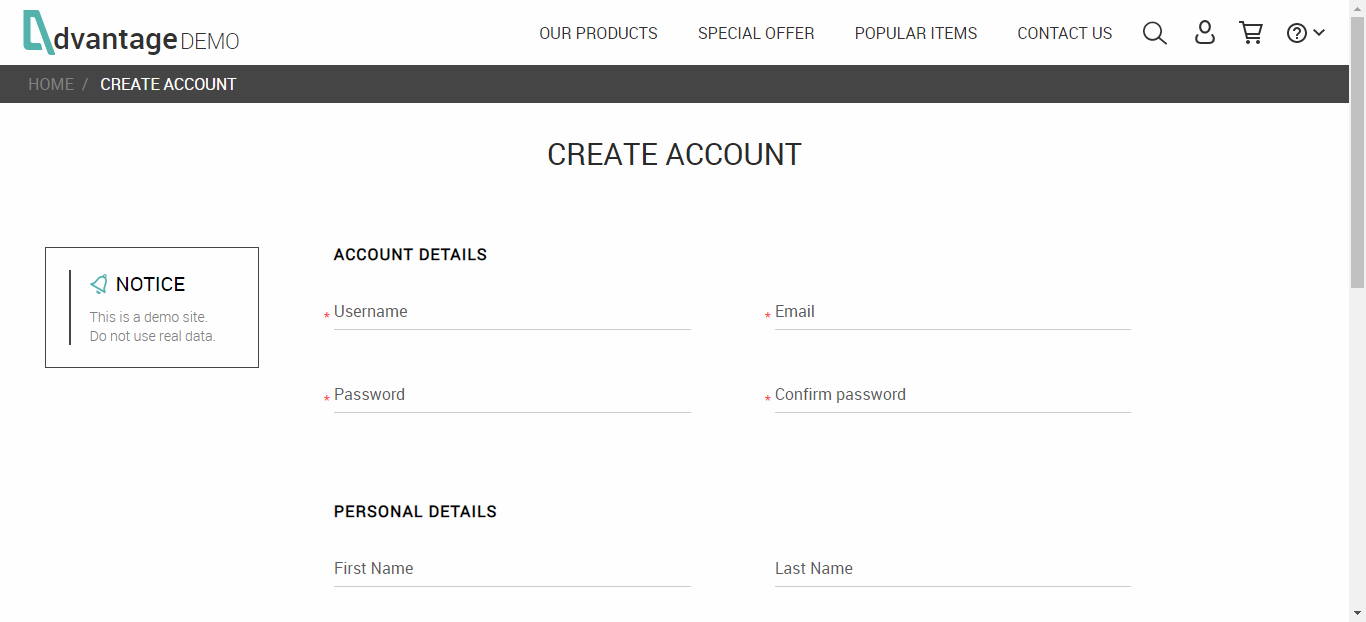 dvantage DEMO
OUR PRODUCTS SPECIAL OFFER POPULAR ITEMS CONTACT US
HOME / CREATE ACCOUNT
CREATE ACCOUNT
NOTICE
This is a demo site.
Do not use real data.
ACCOUNT DETAILS
* Username
* Email
* Password
* Confirm password
PERSONAL DETAILS
First Name
Last Name